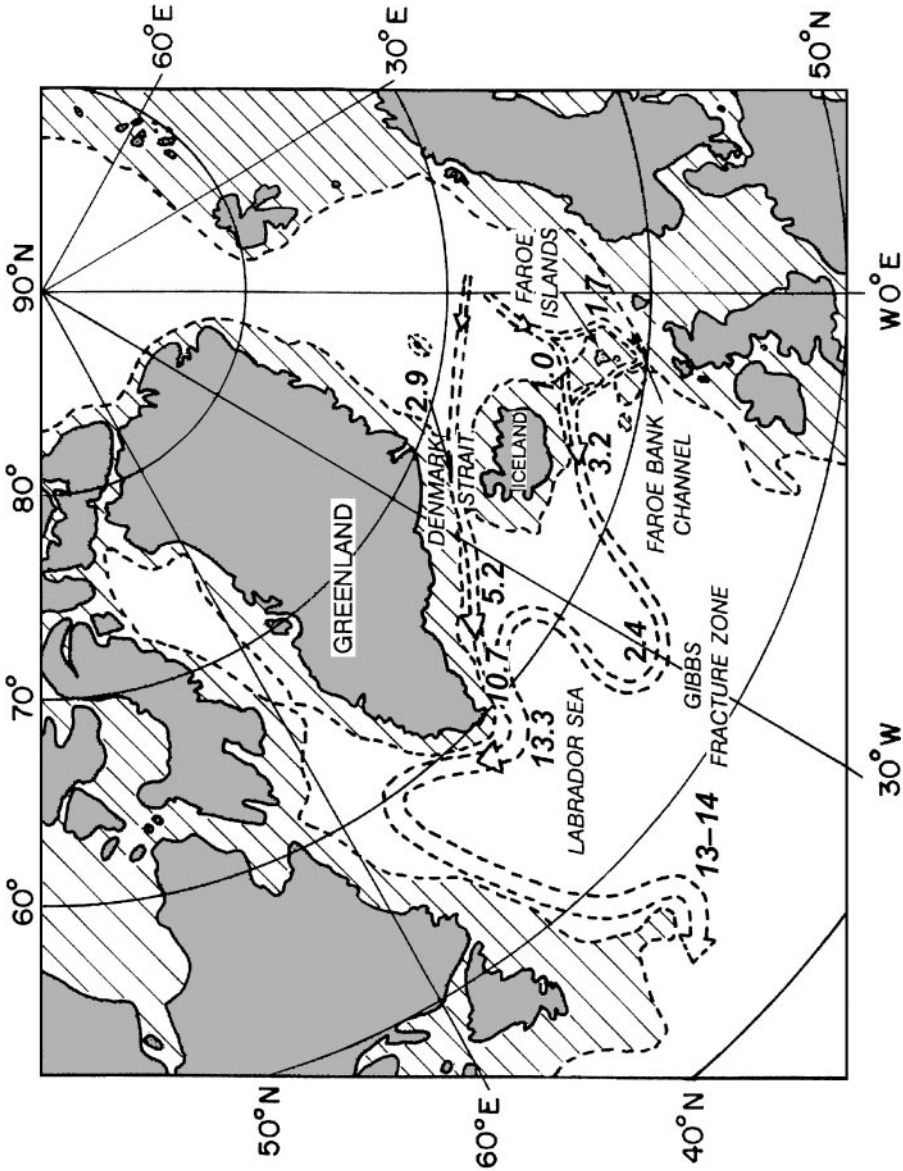 90°N
60°E
80°
70°
30°E
60°
GREENLAND
DENMARK
STRAIT
2.9
ICELAND
FAROE
ISLANDS
1.7
1.0
3.2
5.2
10.7
13.3
LABRADOR SEA
2.4
FAROE BANK
CHANNEL
GIBBS
FRACTURE ZONE
13–14
50°N
60°E
40°N
30°W
W0°E
50°N